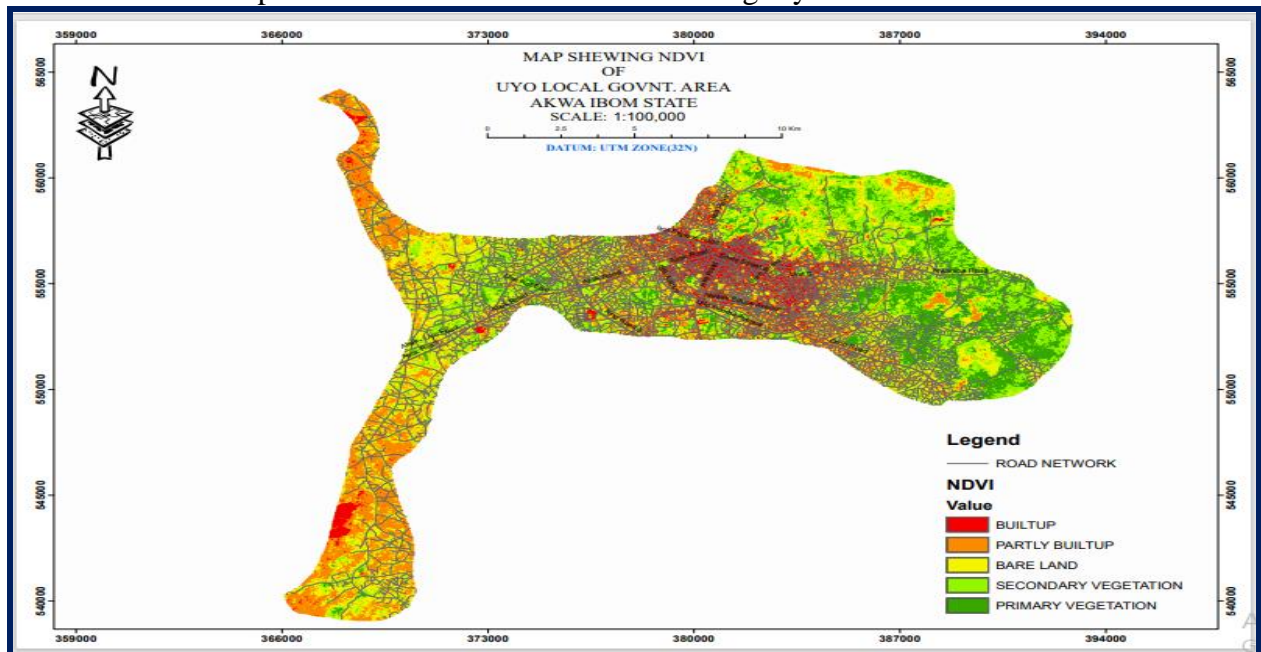 359000 366000 373000 380000 387000 394000
565000
560000
555000
550000
545000
540000
N
MAP SHEWING NDVI
OF
UYO LOCAL GOVNT. AREA
AKWA IBOM STATE
SCALE: 1:100,000
0 2.5 5 10 Km
DATUM: UTM ZONE(32N)
565000
560000
555000
550000
545000
540000
Legend
ROAD NETWORK
NDVI
Value
BUILTUP
PARTLY BUILTUP
BARE LAND
SECONDARY VEGETATION
PRIMARY VEGETATION
359000 366000 373000 380000 387000 394000